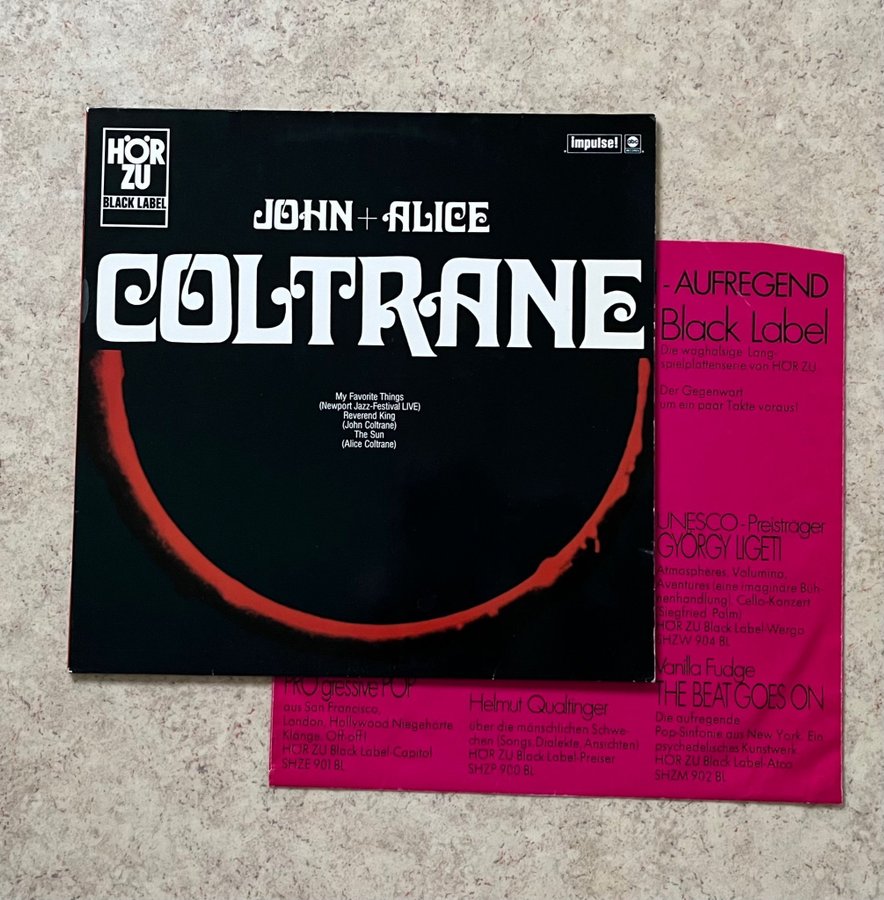 HÖR
ZU
BLACK LABEL
impulse!
abc
JOHN + ALICE
COLTRANE
My Favorite Things
(Newport Jazz-Festival LIVE)
Reverend King
(John Coltrane)
The Sun
(Alice Coltrane)
- AUFREGEND
Black Label
Die waghalsige Lang-
spielplattenserie von HÖR ZU
Der Gegenwart
um ein paar Takte voraus!
UNESCO-Preisträger
GYÖRGY LIGETI
Atmospheres, Volumina,
Aventures (eine imaginäre Büh-
nenhandlung), Cello-Konzert
(Siegfried Palm)
HÖR ZU Black Label-Wergo
SHZW 904 BL
PROgressive POP
aus San Francisco,
London, Hollywood Niegehörte
Klänge. Off-off!
HÖR ZU Black Label-Capitol
SHZE 901 BL
Helmut Qualtinger
über die mänschlichen Schwe-
chen (Songs, Dialekte, Ansichten)
HÖR ZU Black Label-Preiser
SHZP 900 BL
Vanilla Fudge
THE BEAT GOES ON
Die aufregende
Pop-Sinfonie aus New York. Ein
psychedelisches Kunstwerk
HÖR ZU Black Label-Atco
SHZM 902 BL